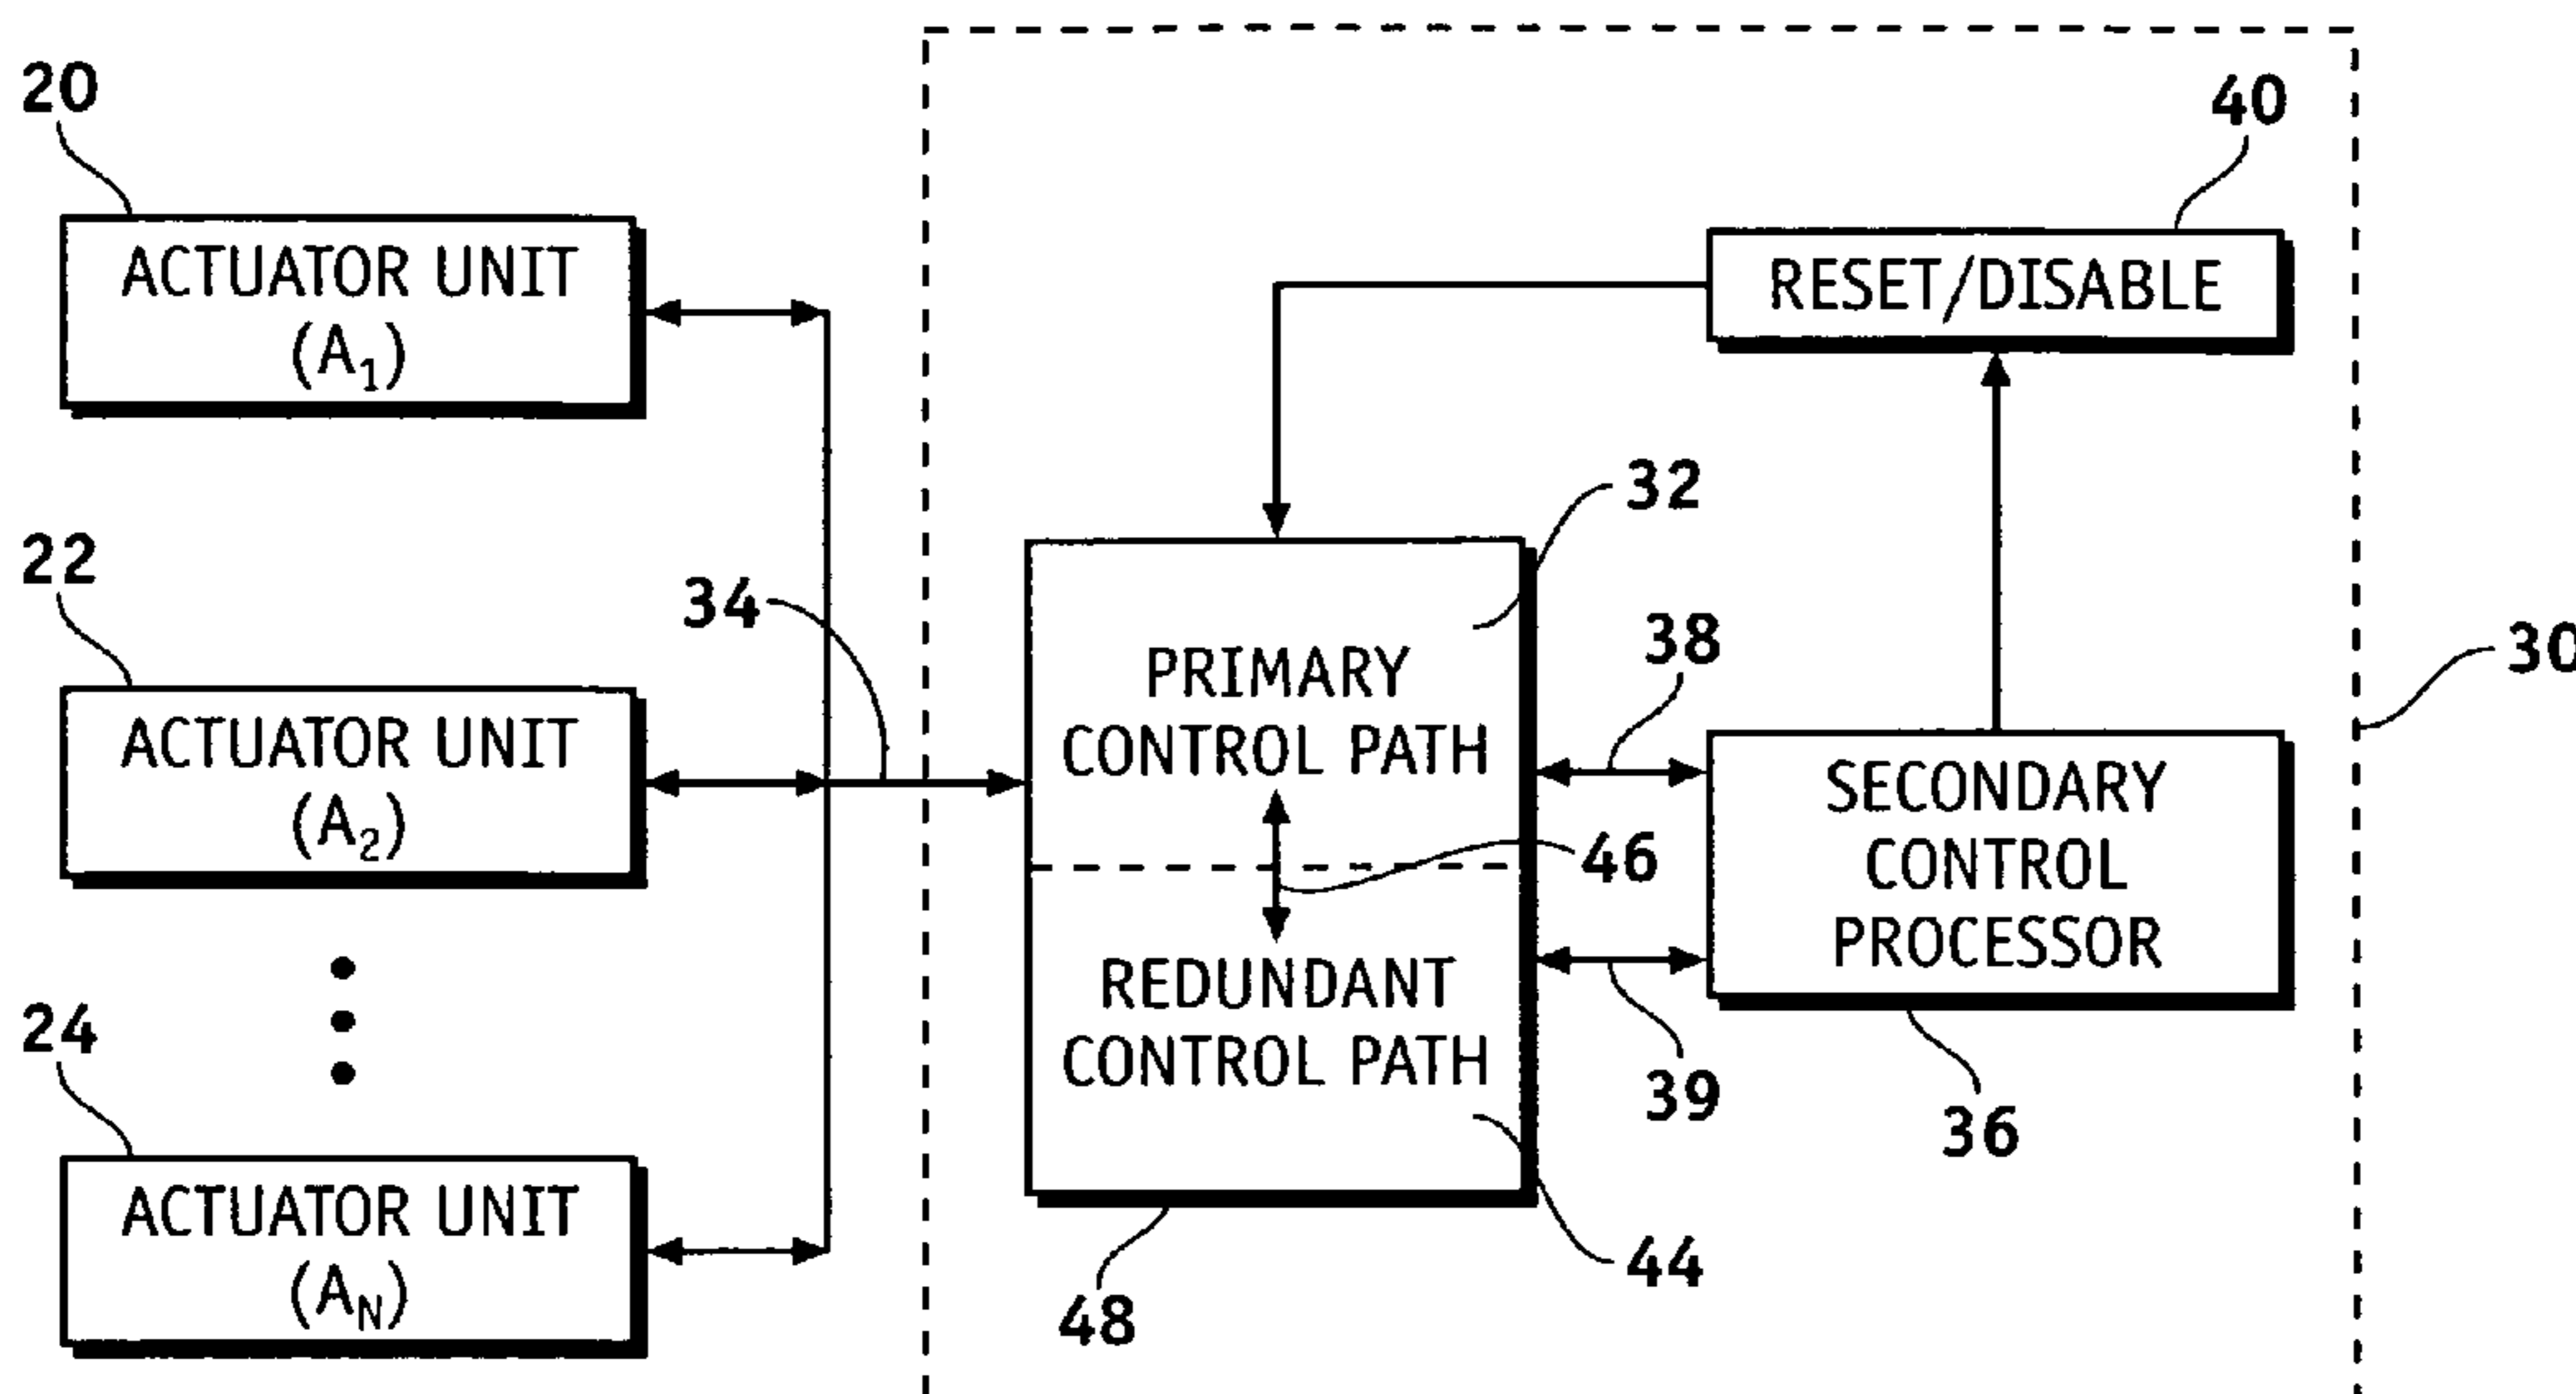 20
ACTUATOR UNIT
(A1)
22
ACTUATOR UNIT
(A2)
24
ACTUATOR UNIT
(AN)
34
40
RESET/DISABLE
32
PRIMARY
CONTROL PATH
46
REDUNDANT
CONTROL PATH
44
48
38
39
SECONDARY
CONTROL
PROCESSOR
36
30